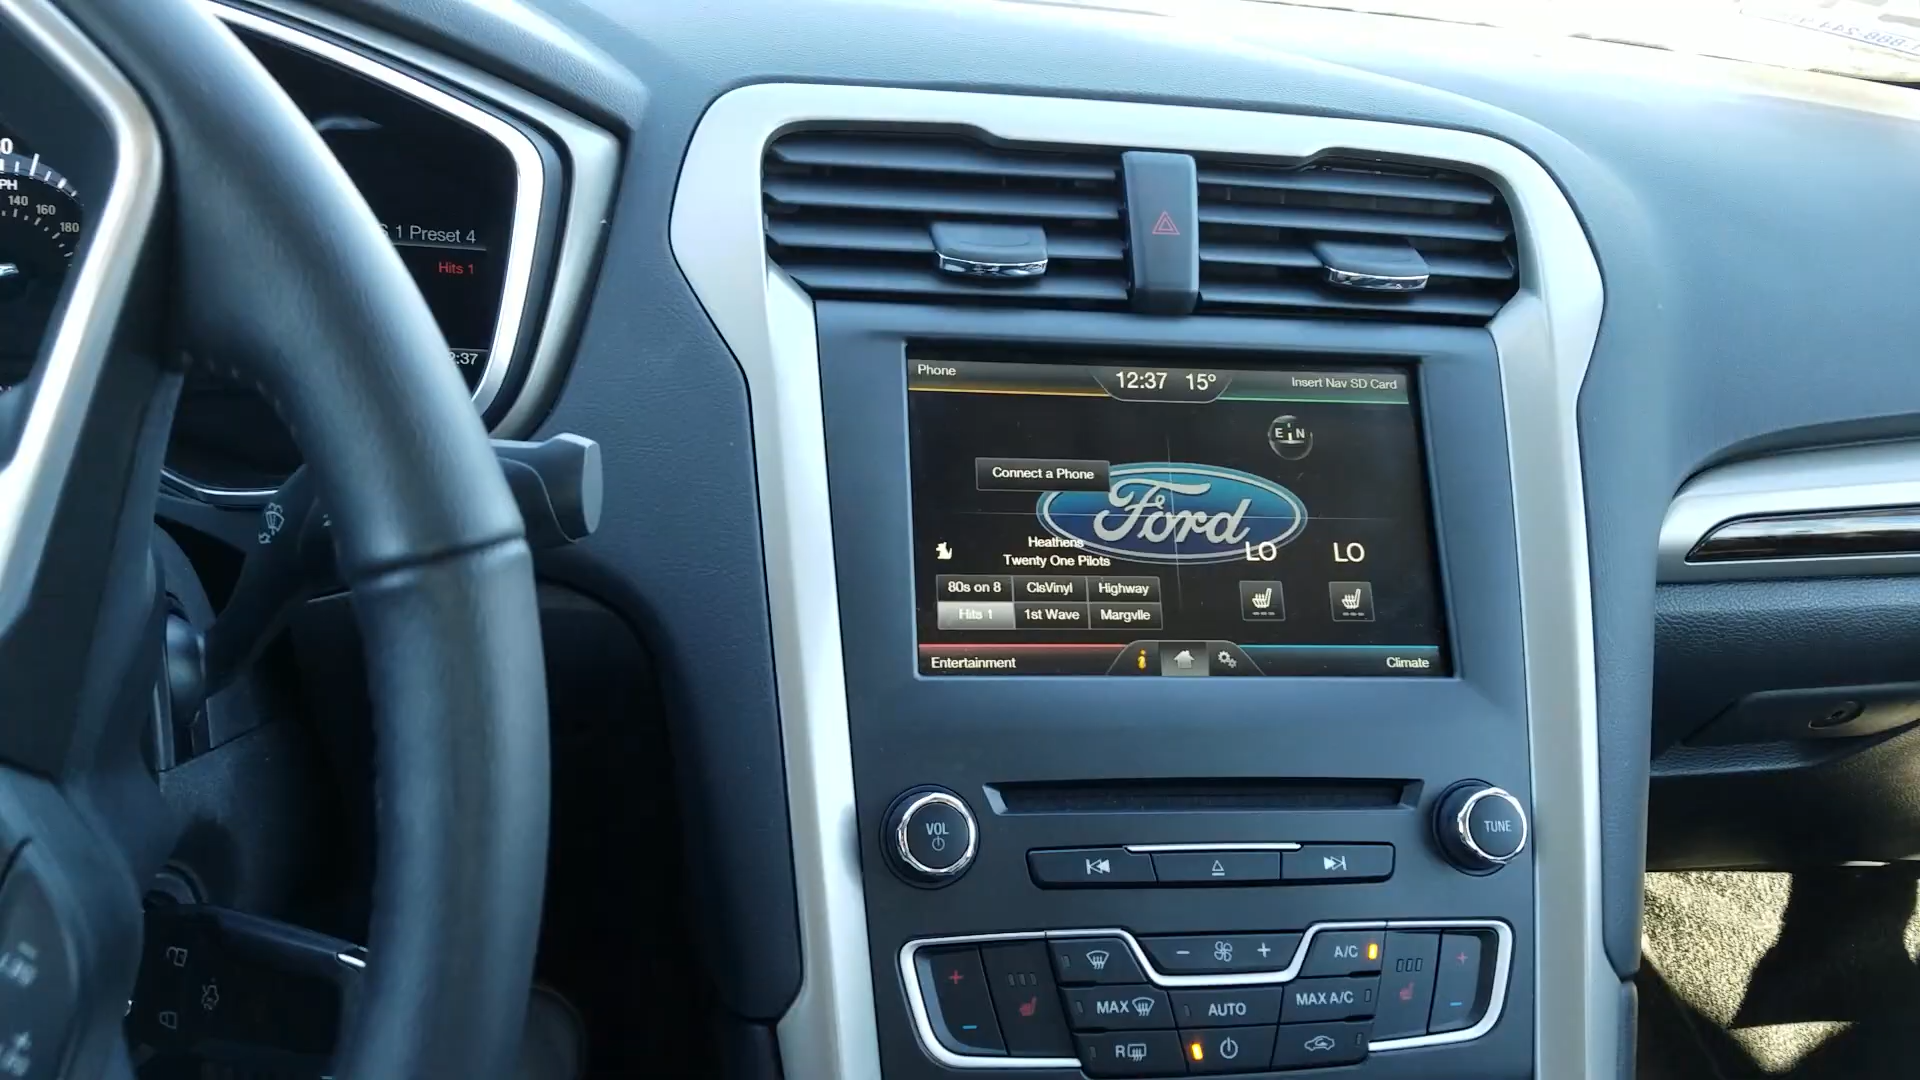 0
PH
140
160
180
1 Preset 4
Hits 1
2:37
Phone
12:37 15°
Insert Nav SD Card
E N
Connect a Phone
Ford
Heathens
Twenty One Pilots
LO LO
80s on 8 ClsVinyl Highway
Hits 1 1st Wave Margvlle
Entertainment
Climate
VOL
TUNE
A/C
MAX
AUTO
MAX A/C
R